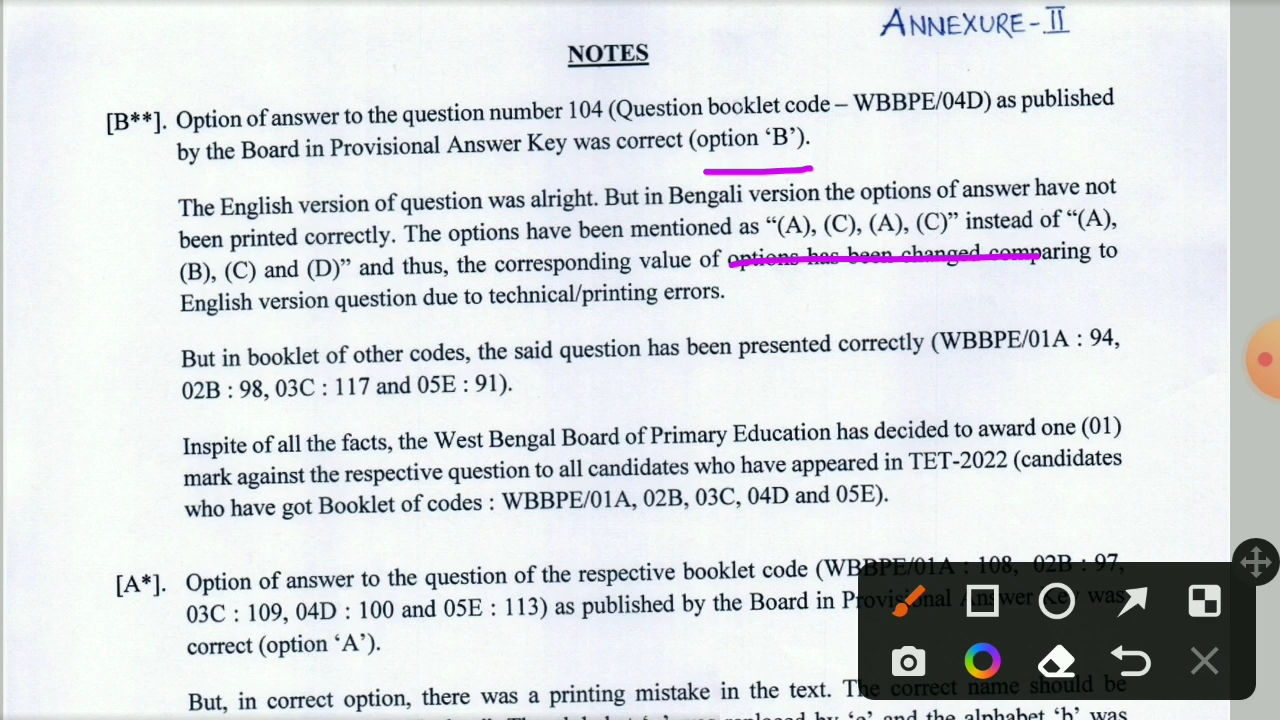 ANNEXURE-II
NOTES
[B**]. Option of answer to the question number 104 (Question booklet code – WBBPE/04D) as published
by the Board in Provisional Answer Key was correct (option ‘B’).
The English version of question was alright. But in Bengali version the options of answer have not
been printed correctly. The options have been mentioned as “(A), (C), (A), (C)” instead of “(A),
(B), (C) and (D)” and thus, the corresponding value of options has been changed comparing to
English version question due to technical/printing errors.
But in booklet of other codes, the said question has been presented correctly (WBBPE/01A : 94,
02B : 98, 03C : 117 and 05E : 91).
Inspite of all the facts, the West Bengal Board of Primary Education has decided to award one (01)
mark against the respective question to all candidates who have appeared in TET-2022 (candidates
who have got Booklet of codes : WBBPE/01A, 02B, 03C, 04D and 05E).
[A*]. Option of answer to the question of the respective booklet code (WBBPE/01A : 108, 02B : 97,
03C : 109, 04D : 100 and 05E : 113) as published by the Board in Provisional Answer Key was
correct (option ‘A’).
But, in correct option, there was a printing mistake in the text. The correct name should be
by ‘e’ and the alphabet ‘h’ was